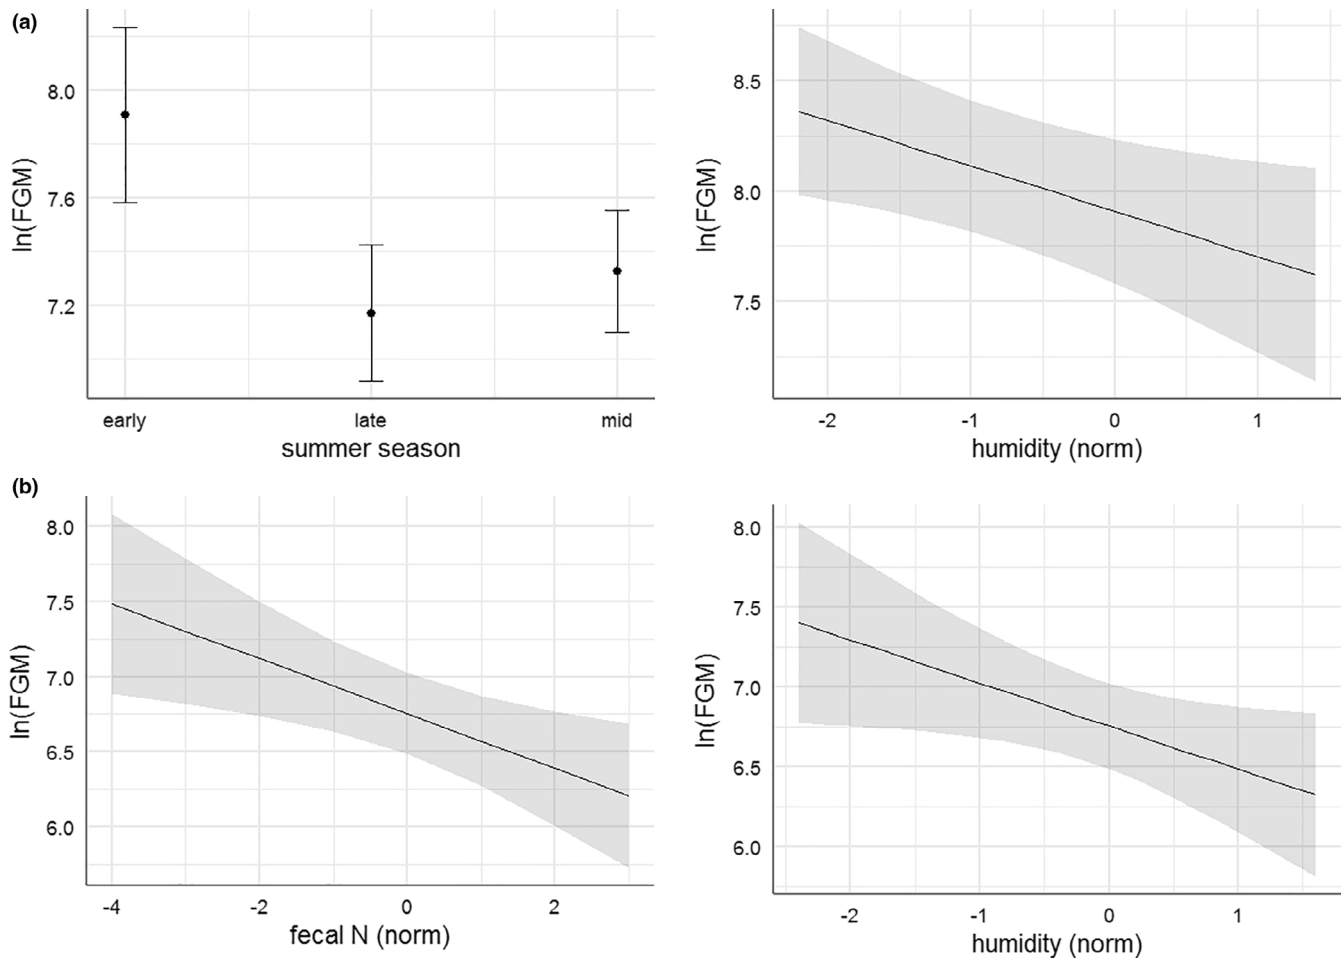 (a)
ln(FGM)
8.0
7.6
7.2
early late mid
summer season
ln(FGM)
8.5
8.0
7.5
-2 -1 0 1
humidity (norm)
(b)
ln(FGM)
8.0
7.5
7.0
6.5
6.0
-4 -2 0 2
fecal N (norm)
ln(FGM)
8.0
7.5
7.0
6.5
6.0
-2 -1 0 1
humidity (norm)